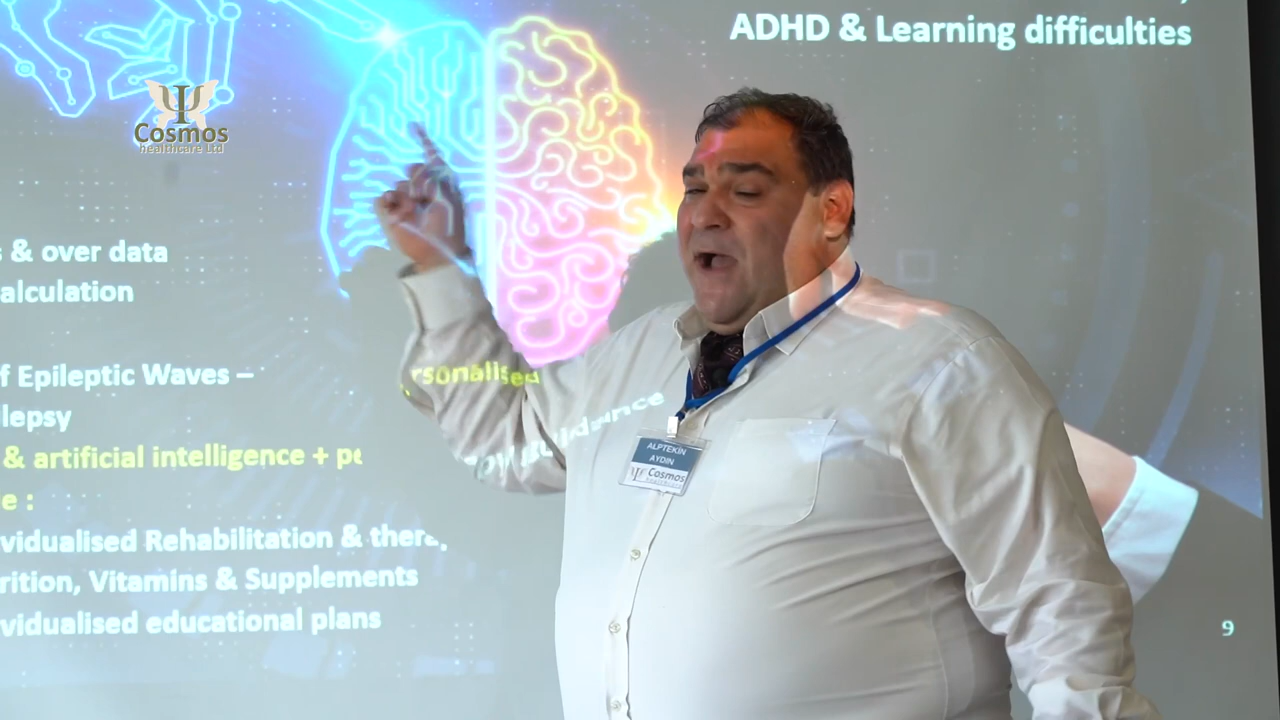 ADHD & Learning difficulties
Ψ
Cosmos
healthcare Ltd
& over data
alculation
f Epileptic Waves –
lepsy
& artificial intelligence + pe
rsonalised
e :
vidualised Rehabilitation & thera
rition, Vitamins & Supplements
vidualised educational plans
ALPTEKİN
AYDIN
Cosmos
healthcare
9